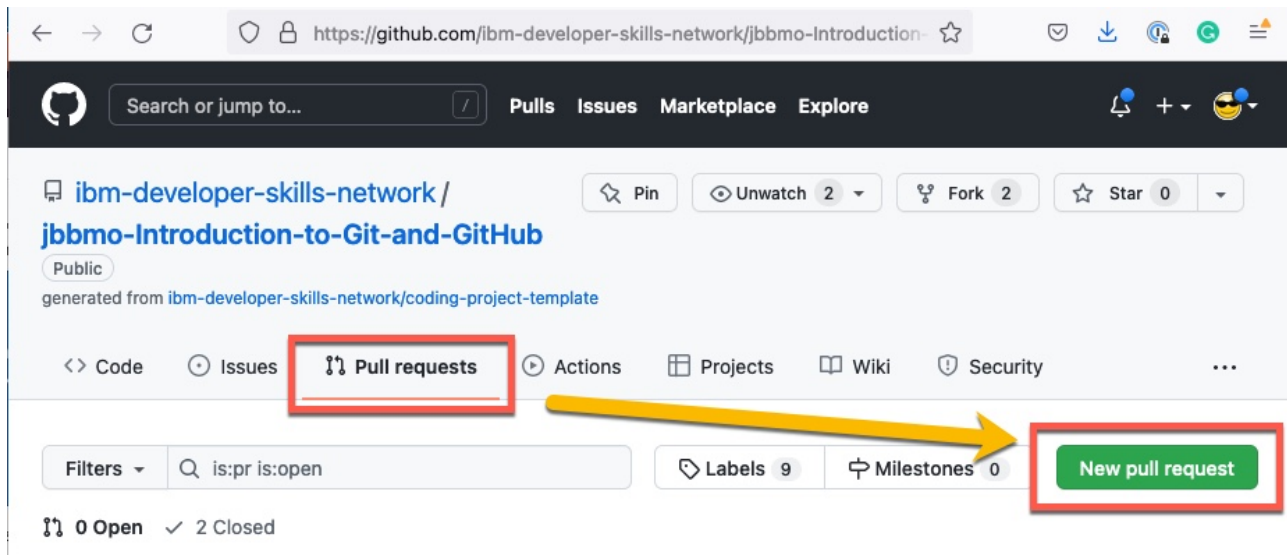 https://github.com/ibm-developer-skills-network/jbbmo-Introduction-
Search or jump to... / Pulls Issues Marketplace Explore
ibm-developer-skills-network / Pin Unwatch 2 Fork 2 Star 0
jbbmo-Introduction-to-Git-and-GitHub
Public
generated from ibm-developer-skills-network/coding-project-template
<> Code Issues Pull requests Actions Projects Wiki Security ...
Filters is:pr is:open Labels 9 Milestones 0 New pull request
0 Open ✓ 2 Closed